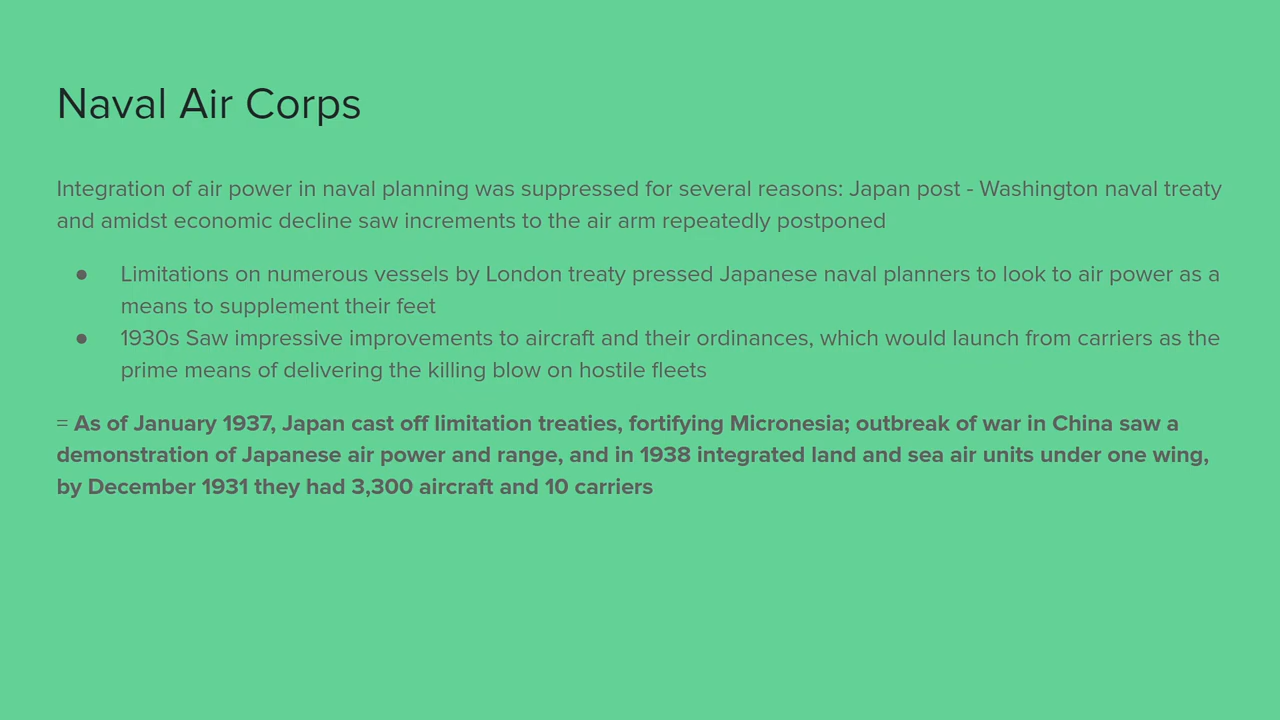 Naval Air Corps
Integration of air power in naval planning was suppressed for several reasons: Japan post - Washington naval treaty
and amidst economic decline saw increments to the air arm repeatedly postponed
● Limitations on numerous vessels by London treaty pressed Japanese naval planners to look to air power as a
means to supplement their feet
● 1930s Saw impressive improvements to aircraft and their ordinances, which would launch from carriers as the
prime means of delivering the killing blow on hostile fleets
= As of January 1937, Japan cast off limitation treaties, fortifying Micronesia; outbreak of war in China saw a
demonstration of Japanese air power and range, and in 1938 integrated land and sea air units under one wing,
by December 1931 they had 3,300 aircraft and 10 carriers